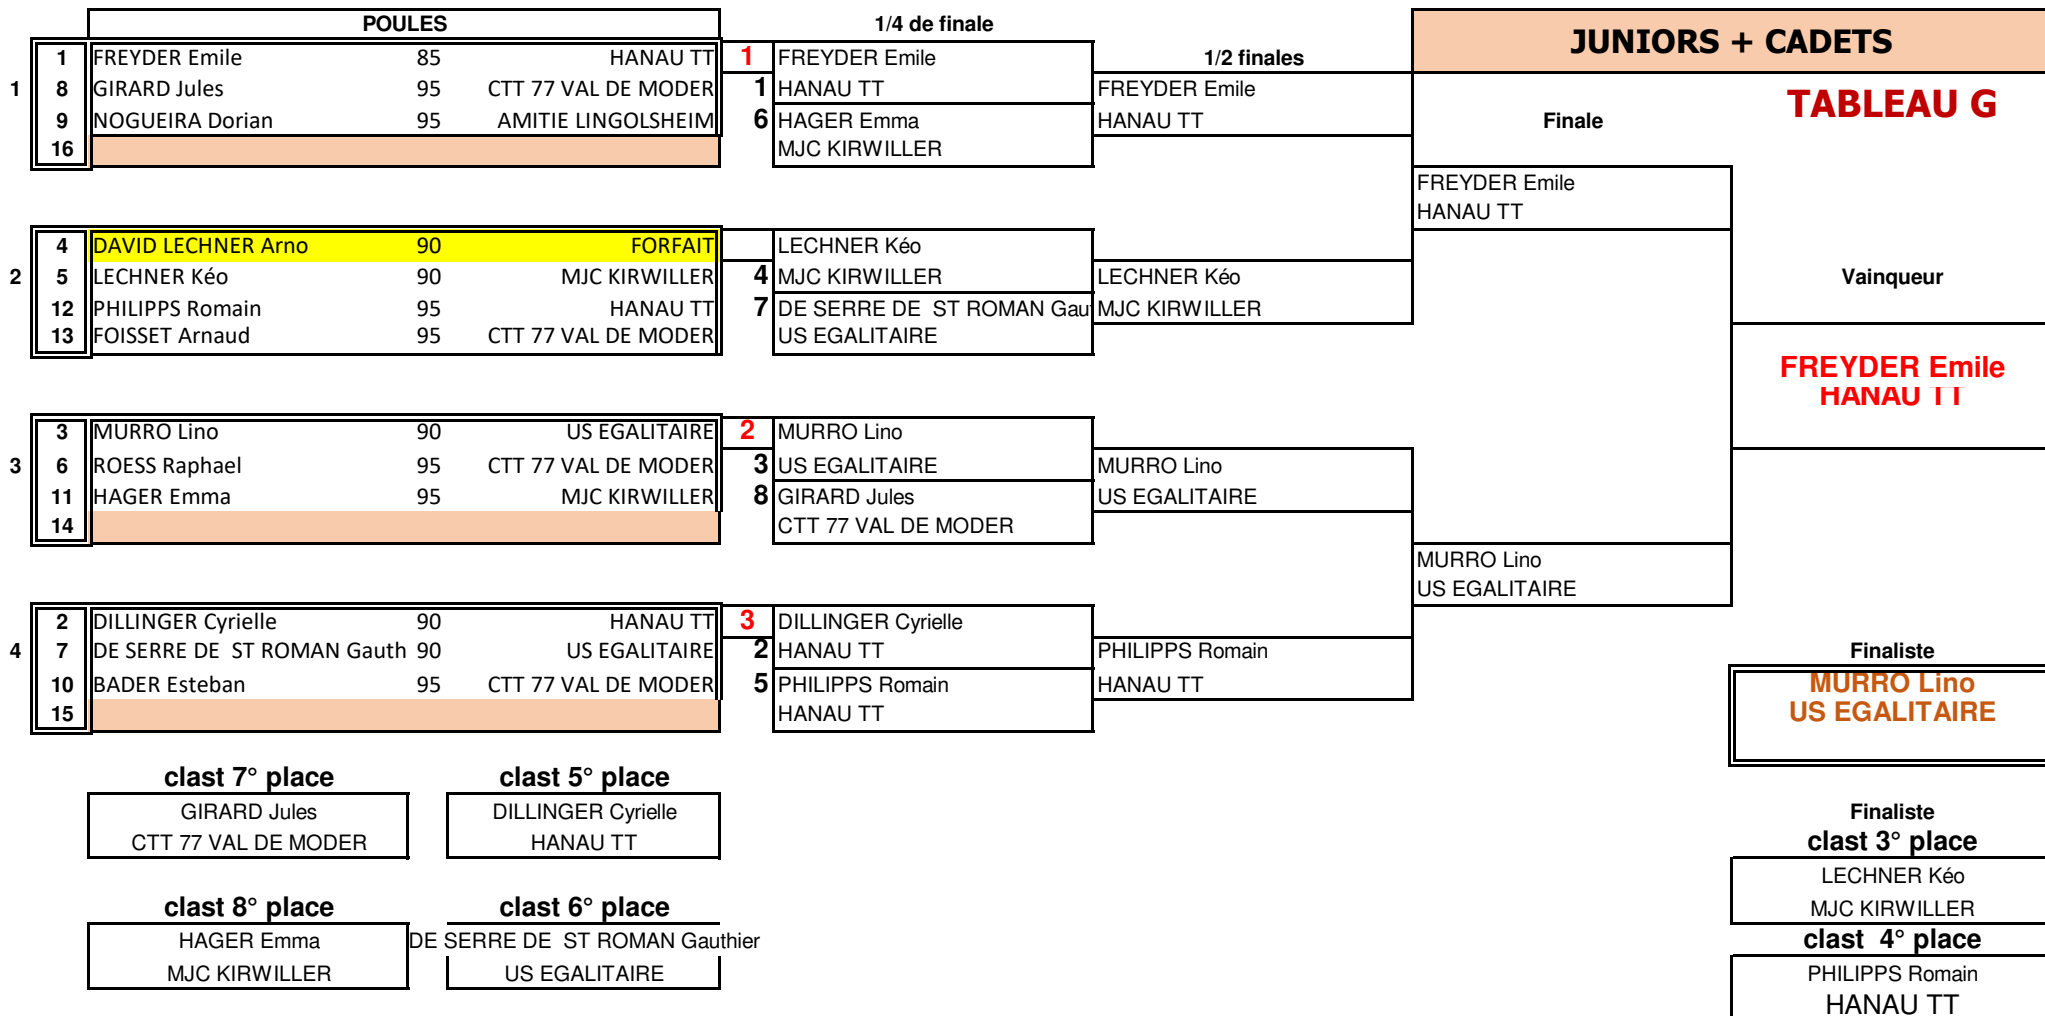 POULES 1/4 de finale JUNIORS + CADETS
1 FREYDER Emile 85 HANAU TT 1 FREYDER Emile 1/2 finales
1 8 GIRARD Jules 95 CTT 77 VAL DE MODER 1 HANAU TT FREYDER Emile TABLEAU G
9 NOGUEIRA Dorian 95 AMITIE LINGOLSHEIM 6 HAGER Emma HANAU TT Finale
16 MJC KIRWILLER
FREYDER Emile
HANAU TT
4 DAVID LECHNER Arno 90 FORFAIT LECHNER Kéo
2 5 LECHNER Kéo 90 MJC KIRWILLER 4 MJC KIRWILLER LECHNER Kéo Vainqueur
12 PHILIPPS Romain 95 HANAU TT 7 DE SERRE DE ST ROMAN Gau MJC KIRWILLER
13 FOISSET Arnaud 95 CTT 77 VAL DE MODER US EGALITAIRE
FREYDER Emile
HANAU TT
3 MURRO Lino 90 US EGALITAIRE 2 MURRO Lino
3 6 ROESS Raphael 95 CTT 77 VAL DE MODER 3 US EGALITAIRE MURRO Lino
11 HAGER Emma 95 MJC KIRWILLER 8 GIRARD Jules US EGALITAIRE
14 CTT 77 VAL DE MODER
MURRO Lino
US EGALITAIRE
2 DILLINGER Cyrielle 90 HANAU TT 3 DILLINGER Cyrielle
4 7 DE SERRE DE ST ROMAN Gauth 90 US EGALITAIRE 2 HANAU TT PHILIPPS Romain Finaliste
10 BADER Esteban 95 CTT 77 VAL DE MODER 5 PHILIPPS Romain HANAU TT MURRO Lino
15 HANAU TT US EGALITAIRE
clast 7° place clast 5° place
GIRARD Jules DILLINGER Cyrielle Finaliste
CTT 77 VAL DE MODER HANAU TT clast 3° place
LECHNER Kéo
clast 8° place clast 6° place MJC KIRWILLER
HAGER Emma DE SERRE DE ST ROMAN Gauthier clast 4° place
MJC KIRWILLER US EGALITAIRE PHILIPPS Romain
HANAU TT